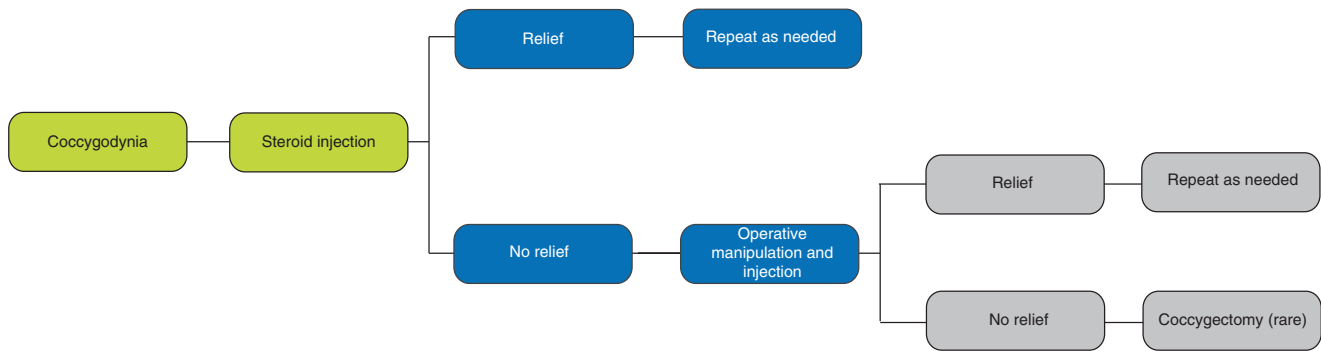 Coccygodynia
Steroid injection
Relief
Repeat as needed
No relief
Operative
manipulation and
injection
Relief
Repeat as needed
No relief
Coccygectomy (rare)